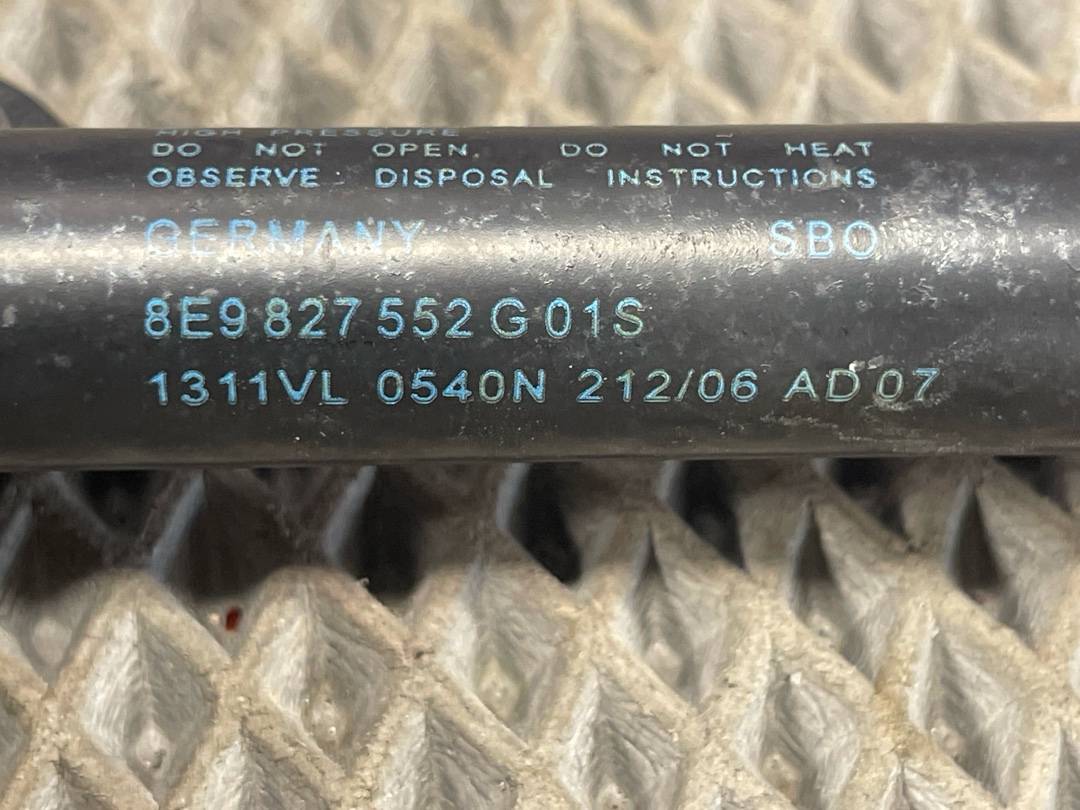 HIGH PRESSURE
DO NOT OPEN. DO NOT HEAT
OBSERVE DISPOSAL INSTRUCTIONS
GERMANY SBO
8E9 827 552 G 01S
1311VL 0540N 212/06 AD 07